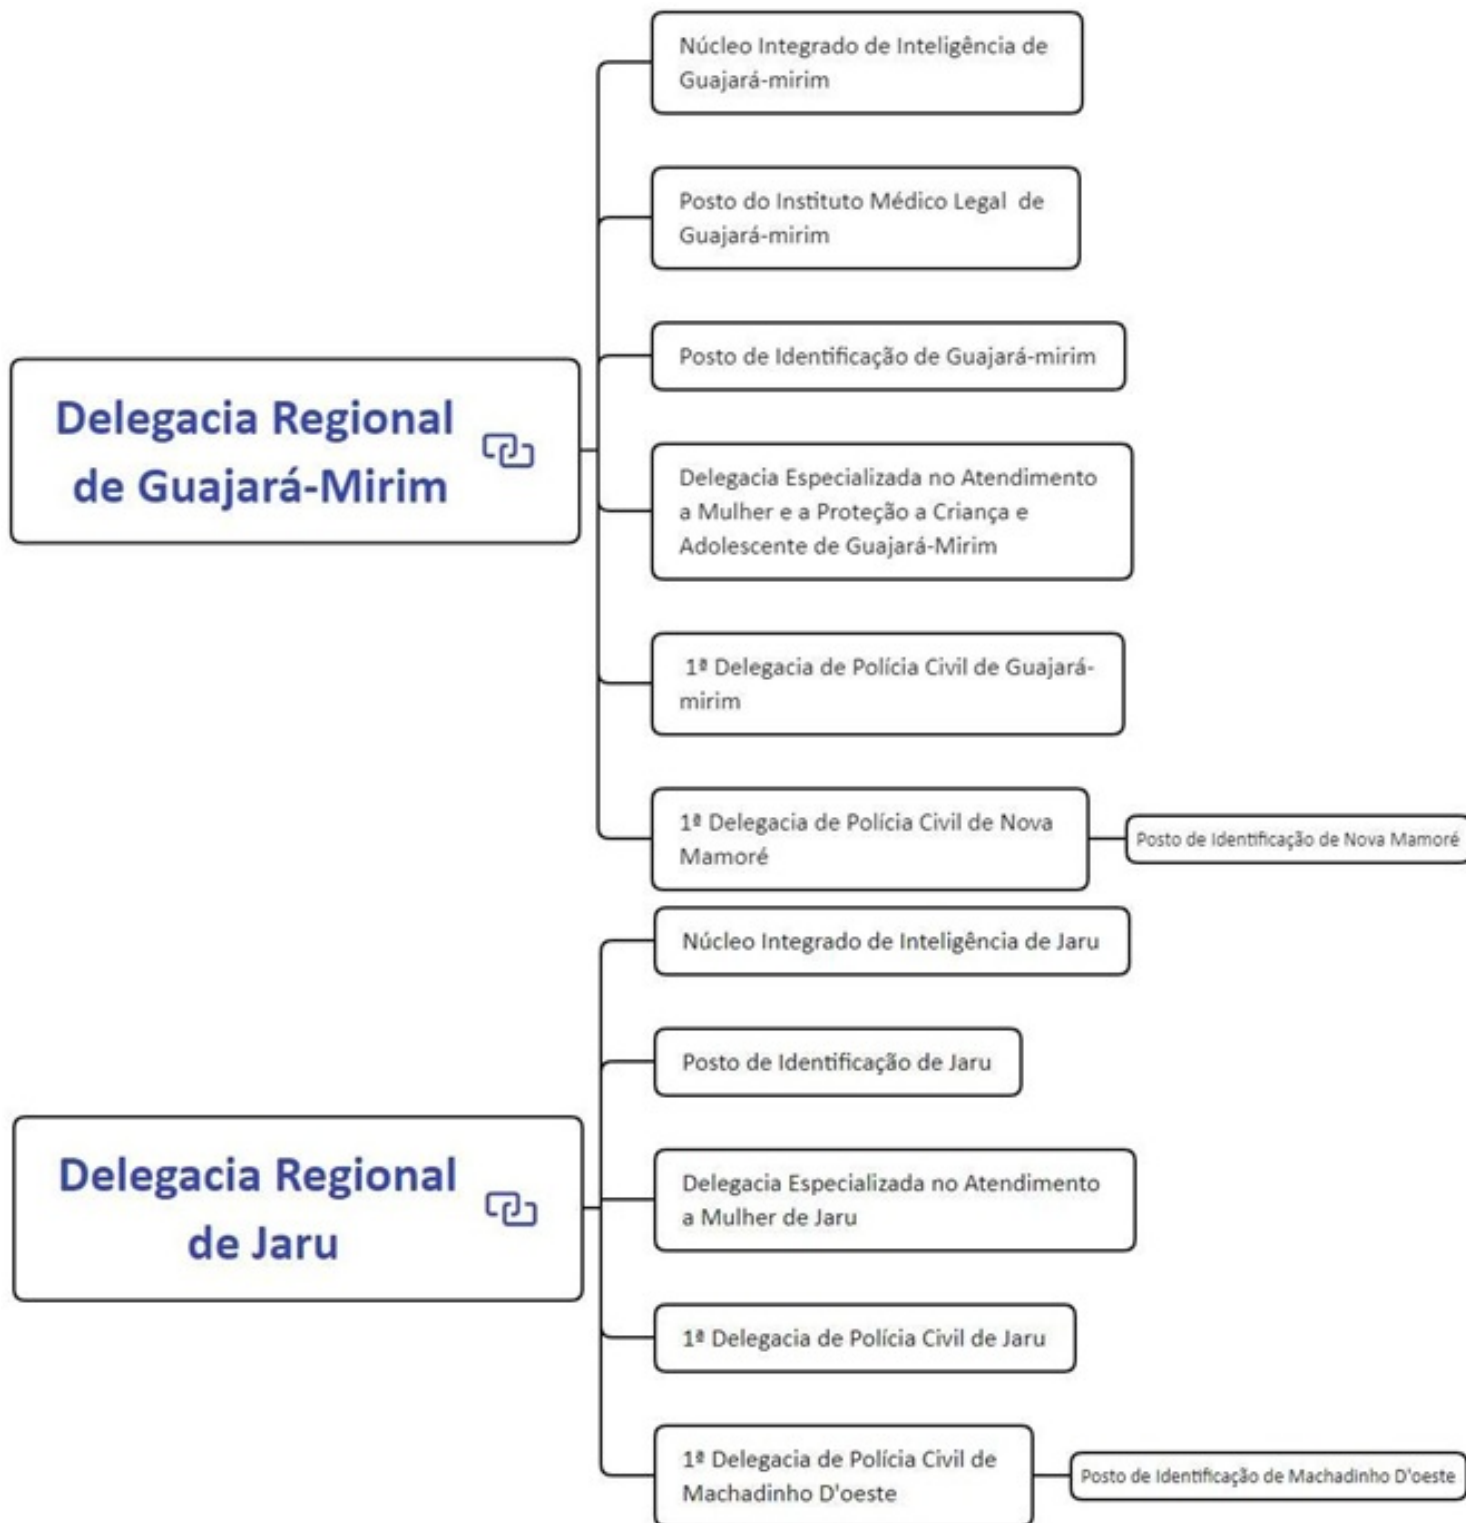 Núcleo Integrado de Inteligência de
Guajará-mirim
Posto do Instituto Médico Legal  de
Guajará-mirim
Posto de Identificação de Guajará-mirim
Delegacia Regional
de Guajará-Mirim
Delegacia Especializada no Atendimento
a Mulher e a Proteção a Criança e
Adolescente de Guajará-Mirim
1ª Delegacia de Polícia Civil de Guajará-
mirim
1ª Delegacia de Polícia Civil de Nova
Mamoré
Posto de Identificação de Nova Mamoré
Núcleo Integrado de Inteligência de Jaru
Posto de Identificação de Jaru
Delegacia Regional
de Jaru
Delegacia Especializada no Atendimento
a Mulher de Jaru
1ª Delegacia de Polícia Civil de Jaru
1ª Delegacia de Polícia Civil de
Machadinho D'oeste
Posto de Identificação de Machadinho D'oeste